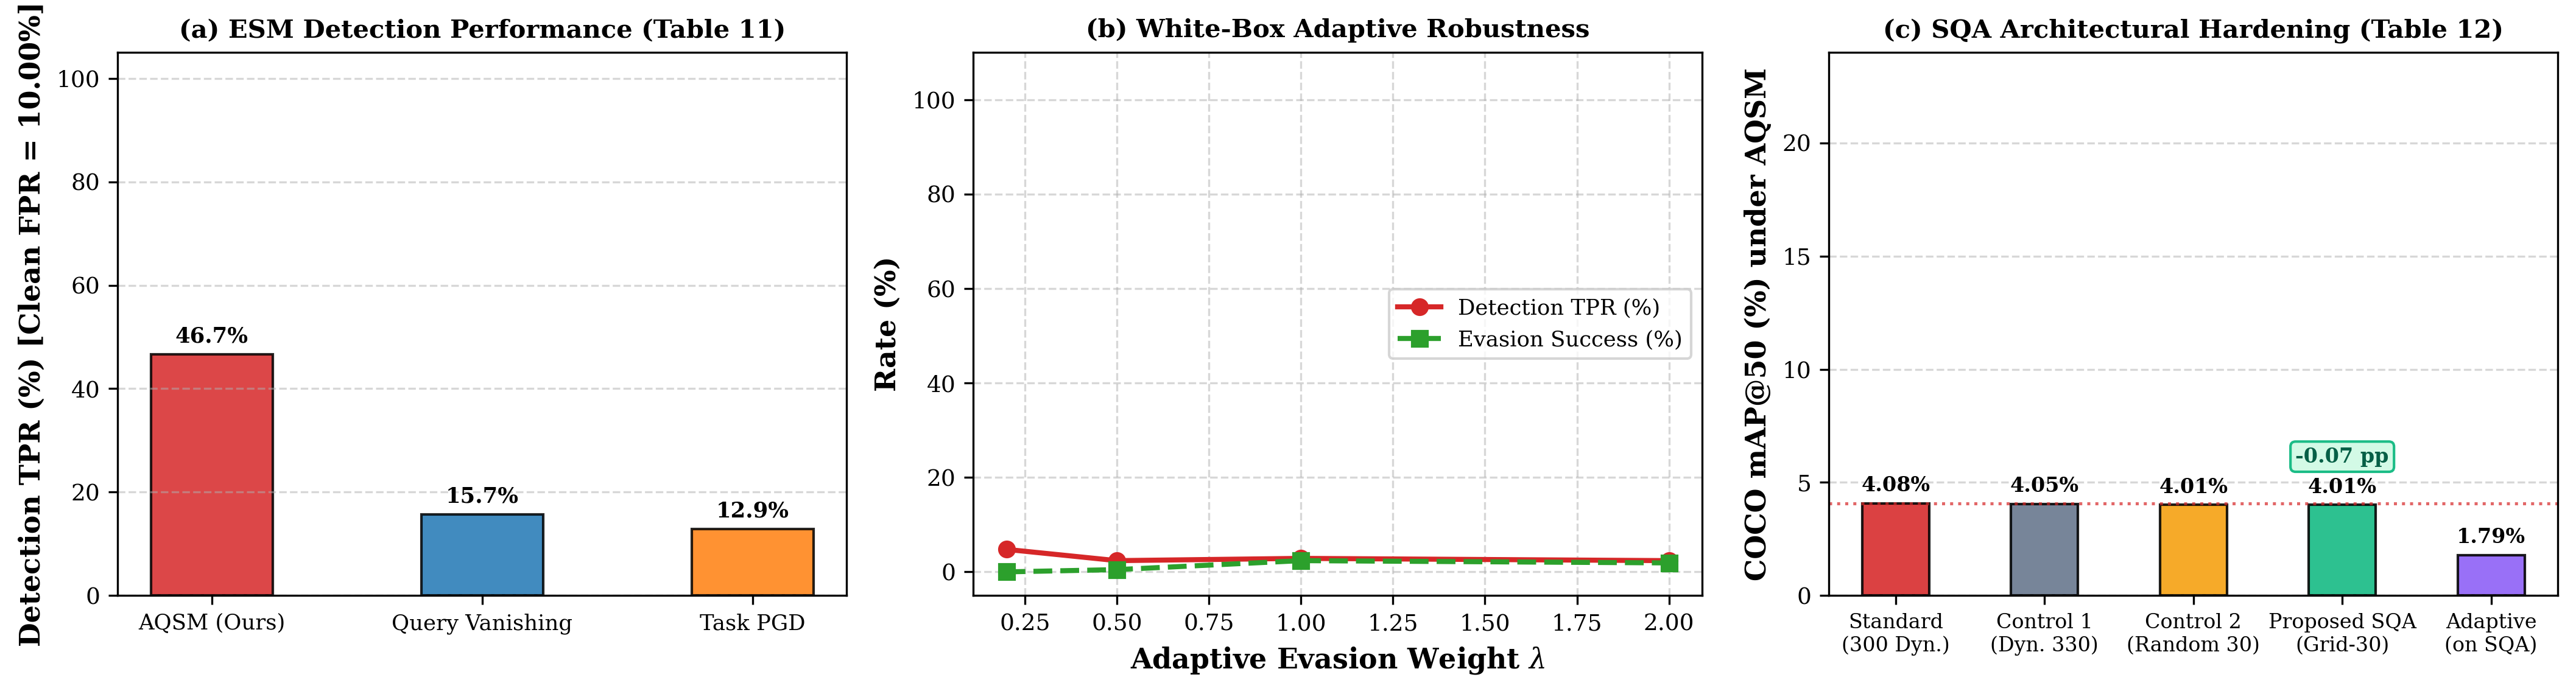 (a) ESM Detection Performance (Table 11)
Detection TPR (%) [Clean FPR = 10.00%]
100
80
60
40
20
0
46.7%
15.7%
12.9%
AQSM (Ours)
Query Vanishing
Task PGD
(b) White-Box Adaptive Robustness
Rate (%)
100
80
60
40
20
0
Detection TPR (%)
Evasion Success (%)
0.25
0.50
0.75
1.00
1.25
1.50
1.75
2.00
Adaptive Evasion Weight λ
(c) SQA Architectural Hardening (Table 12)
COCO mAP@50 (%) under AQSM
20
15
10
5
0
-0.07 pp
4.08%
4.05%
4.01%
4.01%
1.79%
Standard
(300 Dyn.)
Control 1
(Dyn. 330)
Control 2
(Random 30)
Proposed SQA
(Grid-30)
Adaptive
(on SQA)